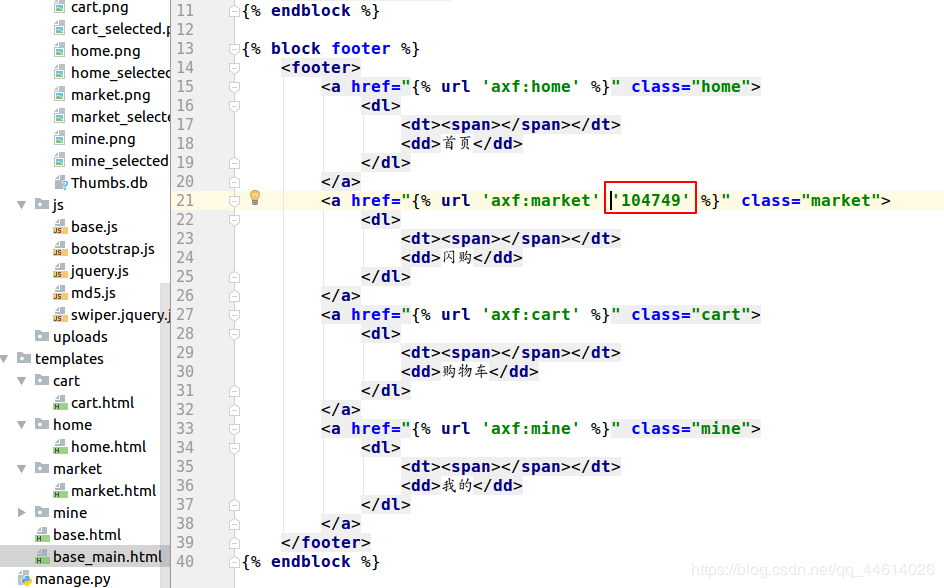 cart.png
cart_selected.p
home.png
home_selected
market.png
market_selecte
mine.png
mine_selected
Thumbs.db
js
base.js
bootstrap.js
jquery.js
md5.js
swiper.jquery.j
uploads
templates
cart
cart.html
home
home.html
market
market.html
mine
base.html
base_main.html
manage.py
11 {% endblock %}
12
13 {% block footer %}
14 <footer>
15 <a href="{% url 'axf:home' %}" class="home">
16 <dl>
17 <dt><span></span></dt>
18 <dd>首页</dd>
19 </dl>
20 </a>
21 <a href="{% url 'axf:market' '104749' %}" class="market">
22 <dl>
23 <dt><span></span></dt>
24 <dd>闪购</dd>
25 </dl>
26 </a>
27 <a href="{% url 'axf:cart' %}" class="cart">
28 <dl>
29 <dt><span></span></dt>
30 <dd>购物车</dd>
31 </dl>
32 </a>
33 <a href="{% url 'axf:mine' %}" class="mine">
34 <dl>
35 <dt><span></span></dt>
36 <dd>我的</dd>
37 </dl>
38 </a>
39 </footer>
40 {% endblock %}
https://blog.csdn.net/qq_44614026